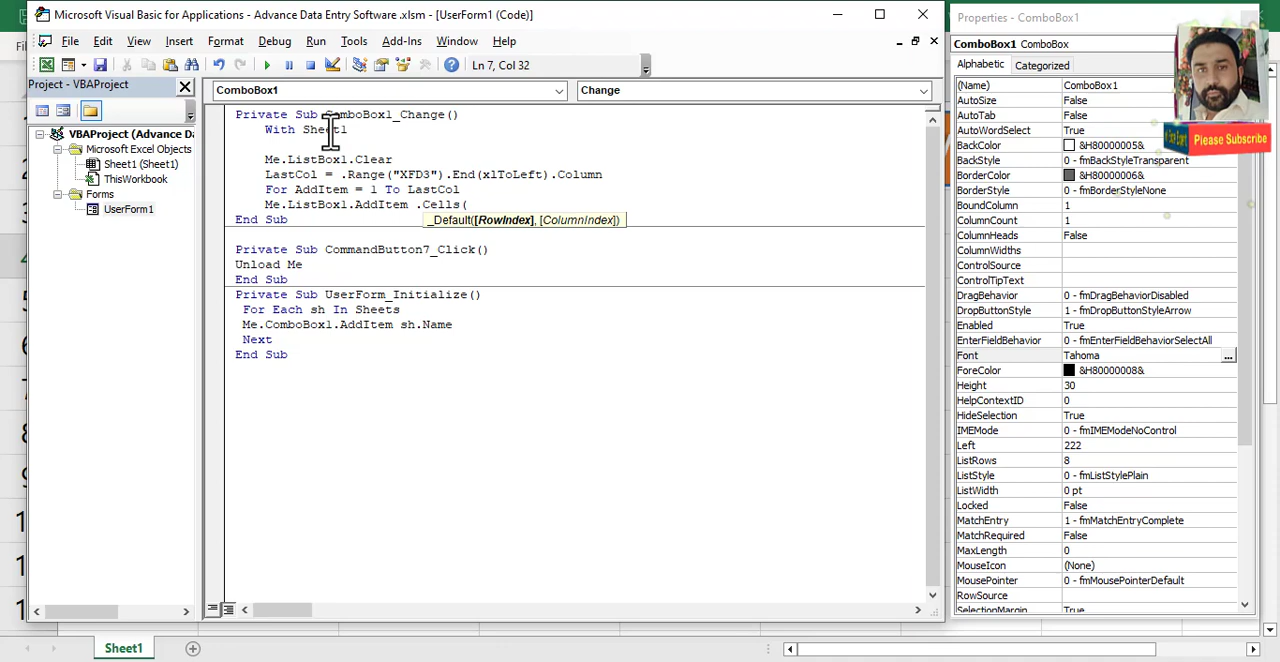 Microsoft Visual Basic for Applications - Advance Data Entry Software .xlsm - [UserForm1 (Code)]
File Edit View Insert Format Debug Run Tools Add-Ins Window Help
Ln 7, Col 32
Project - VBAProject
VBAProject (Advance Da
Microsoft Excel Objects
Sheet1 (Sheet1)
ThisWorkbook
Forms
UserForm1
ComboBox1
Change
Private Sub ComboBox1_Change()
With Sheet1
Me.ListBox1.Clear
LastCol = .Range("XFD3").End(xlToLeft).Column
For AddItem = 1 To LastCol
Me.ListBox1.AddItem .Cells(
End Sub
_Default([RowIndex], [ColumnIndex])
Private Sub CommandButton7_Click()
Unload Me
End Sub
Private Sub UserForm_Initialize()
For Each sh In Sheets
Me.ComboBox1.AddItem sh.Name
Next
End Sub
Properties - ComboBox1
ComboBox1 ComboBox
Alphabetic Categorized
(Name) ComboBox1
AutoSize False
AutoTab False
AutoWordSelect True
BackColor &H80000005&
BackStyle 0 - fmBackStyleTransparent
BorderColor &H80000006&
BorderStyle 0 - fmBorderStyleNone
BoundColumn 1
ColumnCount 1
ColumnHeads False
ColumnWidths
ControlSource
ControlTipText
DragBehavior 0 - fmDragBehaviorDisabled
DropButtonStyle 1 - fmDropButtonStyleArrow
Enabled True
EnterFieldBehavior 0 - fmEnterFieldBehaviorSelectAll
Font Tahoma ...
ForeColor &H80000008&
Height 30
HelpContextID 0
HideSelection True
IMEMode 0 - fmIMEModeNoControl
Left 222
ListRows 8
ListStyle 0 - fmListStylePlain
ListWidth 0 pt
Locked False
MatchEntry 1 - fmMatchEntryComplete
MatchRequired False
MaxLength 0
MouseIcon (None)
MousePointer 0 - fmMousePointerDefault
RowSource
SelectionMargin True
Please Subscribe
Sheet1